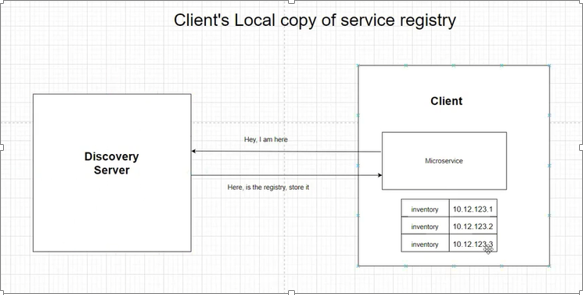 Client's Local copy of service registry
Client
Hey, I am here
Discovery
Server
Microservice
Here, is the registry, store it
inventory 10.12.123.1
inventory 10.12.123.2
inventory 10.12.123.3